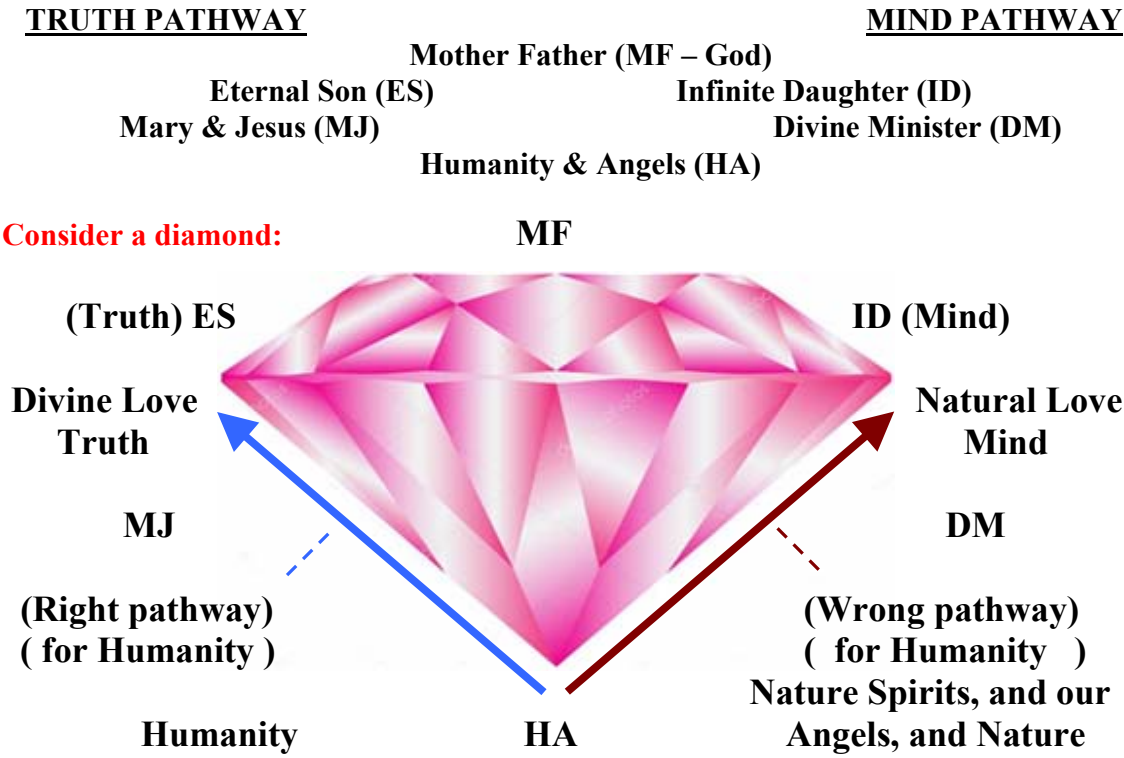 TRUTH PATHWAY MIND PATHWAY
Mother Father (MF – God)
Eternal Son (ES) Infinite Daughter (ID)
Mary & Jesus (MJ) Divine Minister (DM)
Humanity & Angels (HA)
Consider a diamond: MF
(Truth) ES ID (Mind)
Divine Love Natural Love
Truth Mind
MJ DM
(Right pathway) (Wrong pathway)
( for Humanity ) ( for Humanity )
Nature Spirits, and our
Humanity HA Angels, and Nature